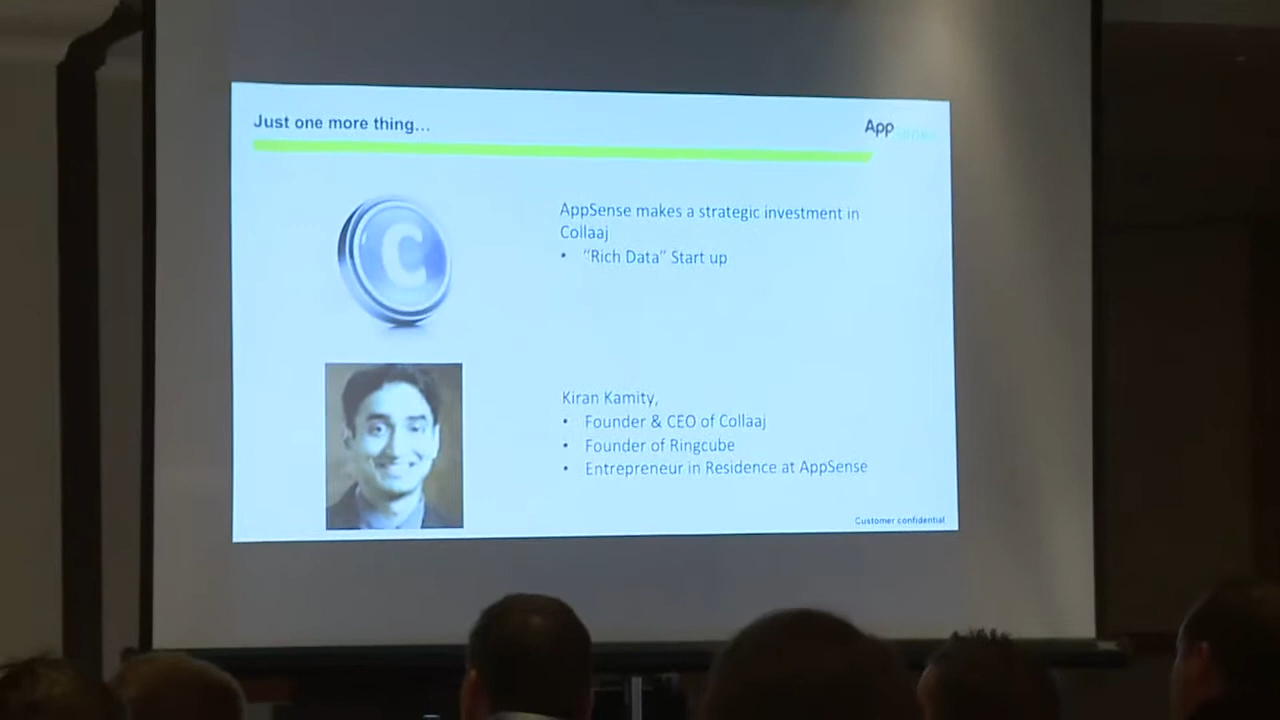 Just one more thing...
AppSense
C
AppSense makes a strategic investment in
Collaaj
• "Rich Data" Start up
Kiran Kamity,
• Founder & CEO of Collaaj
• Founder of Ringcube
• Entrepreneur in Residence at AppSense
Customer confidential